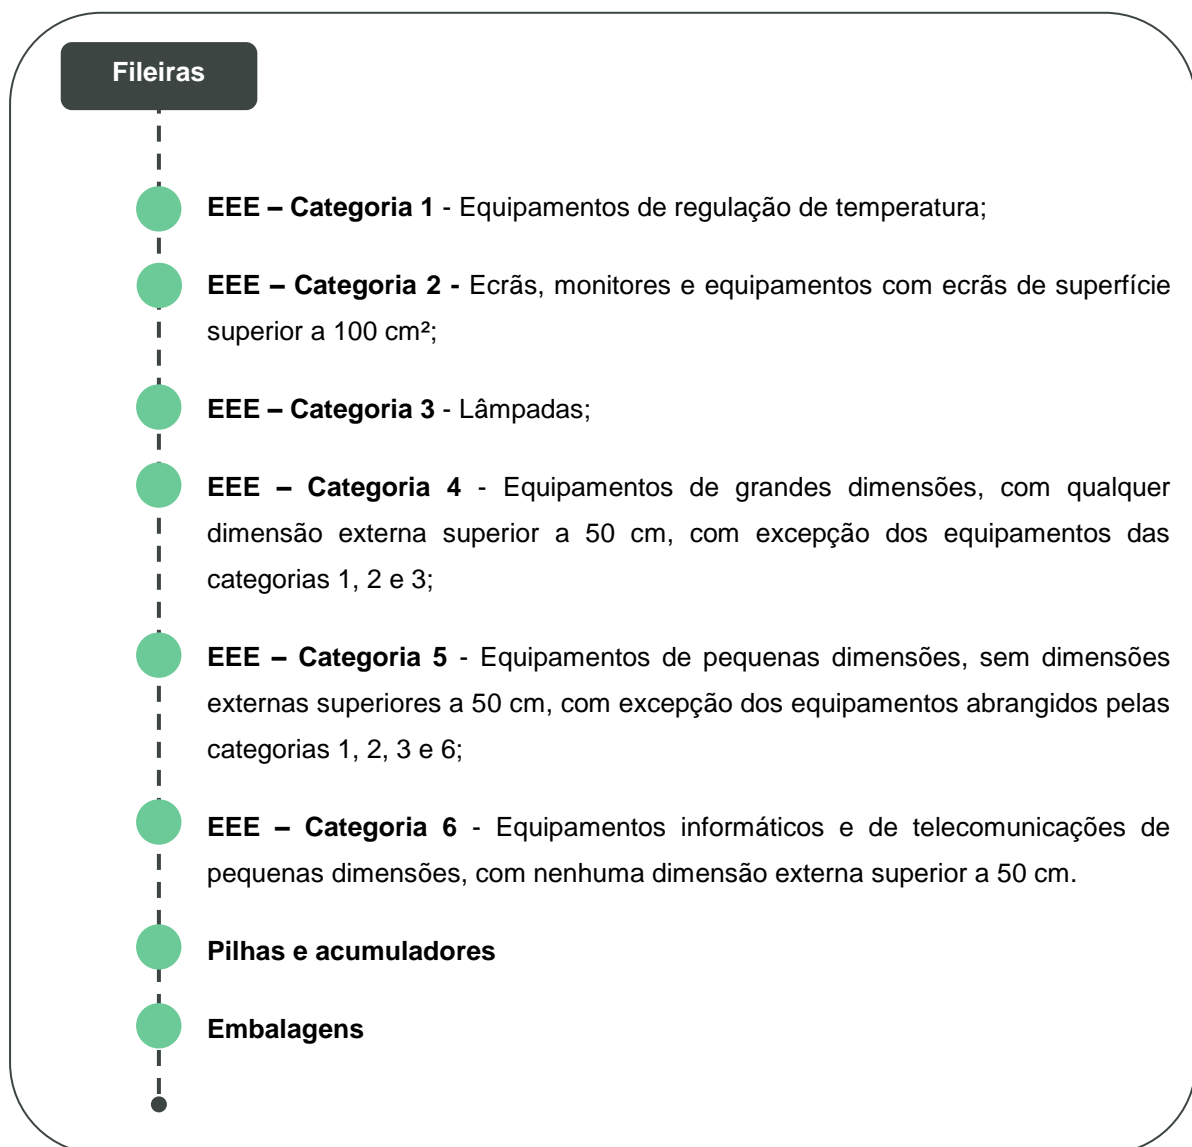 Fileiras
EEE – Categoria 1 - Equipamentos de regulação de temperatura;
EEE – Categoria 2 - Ecrãs, monitores e equipamentos com ecrãs de superfície
superior a 100 cm²;
EEE – Categoria 3 - Lâmpadas;
EEE – Categoria 4 - Equipamentos de grandes dimensões, com qualquer
dimensão externa superior a 50 cm, com excepção dos equipamentos das
categorias 1, 2 e 3;
EEE – Categoria 5 - Equipamentos de pequenas dimensões, sem dimensões
externas superiores a 50 cm, com excepção dos equipamentos abrangidos pelas
categorias 1, 2, 3 e 6;
EEE – Categoria 6 - Equipamentos informáticos e de telecomunicações de
pequenas dimensões, com nenhuma dimensão externa superior a 50 cm.
Pilhas e acumuladores
Embalagens